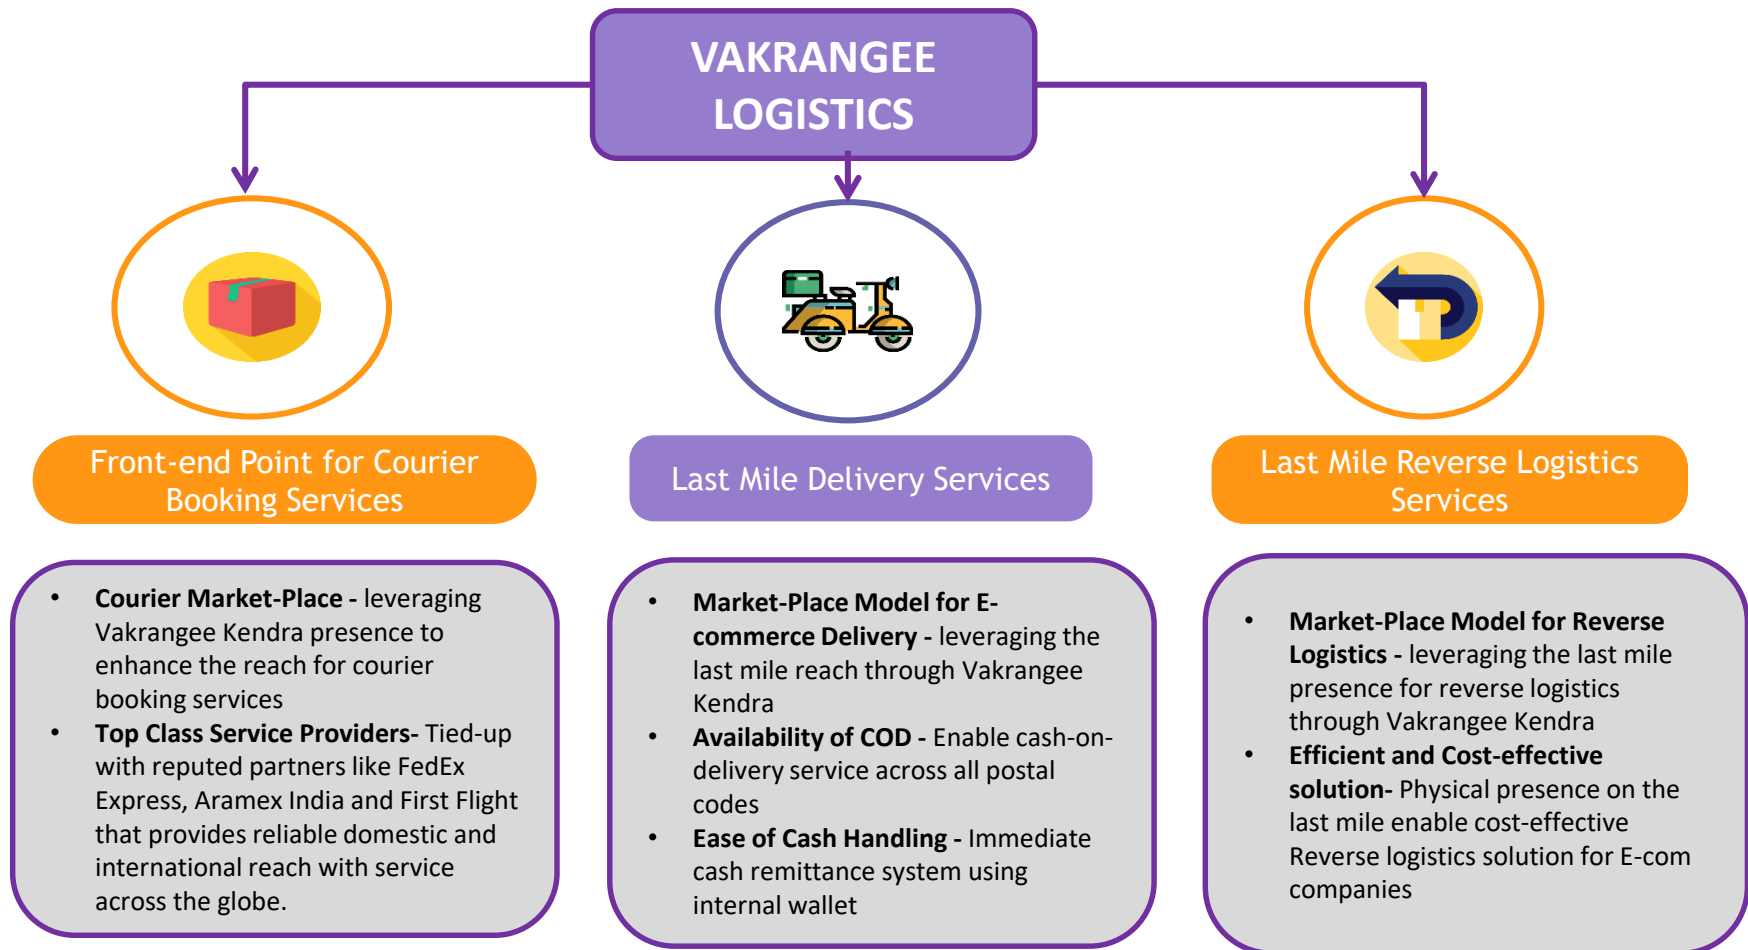 VAKRANGEE
LOGISTICS
Front-end Point for Courier
Booking Services
• Courier Market-Place - leveraging
Vakrangee Kendra presence to
enhance the reach for courier
booking services
• Top Class Service Providers- Tied-up
with reputed partners like FedEx
Express, Aramex India and First Flight
that provides reliable domestic and
international reach with service
across the globe.
Last Mile Delivery Services
• Market-Place Model for E-
commerce Delivery - leveraging the
last mile reach through Vakrangee
Kendra
• Availability of COD - Enable cash-on-
delivery service across all postal
codes
• Ease of Cash Handling - Immediate
cash remittance system using
internal wallet
Last Mile Reverse Logistics
Services
• Market-Place Model for Reverse
Logistics - leveraging the last mile
presence for reverse logistics
through Vakrangee Kendra
• Efficient and Cost-effective
solution- Physical presence on the
last mile enable cost-effective
Reverse logistics solution for E-com
companies